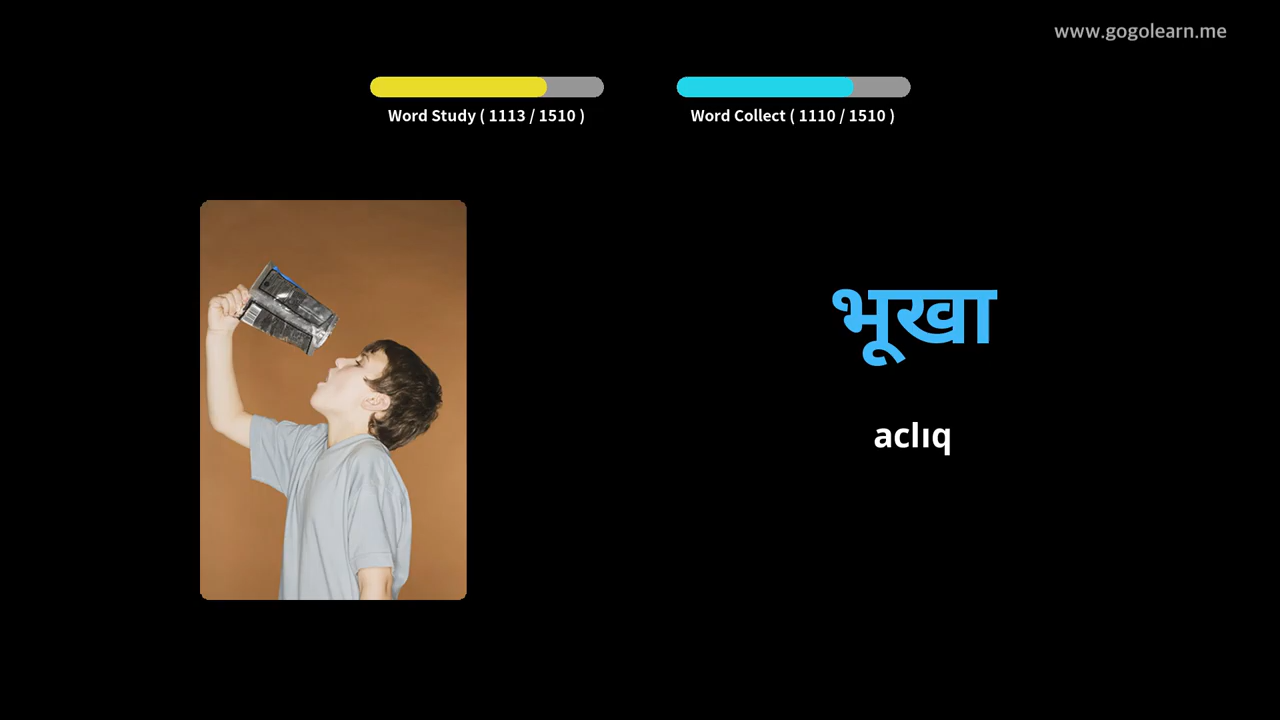 www.gogolearn.me
Word Study ( 1113 / 1510 )
Word Collect ( 1110 / 1510 )
भूखा
aclıq